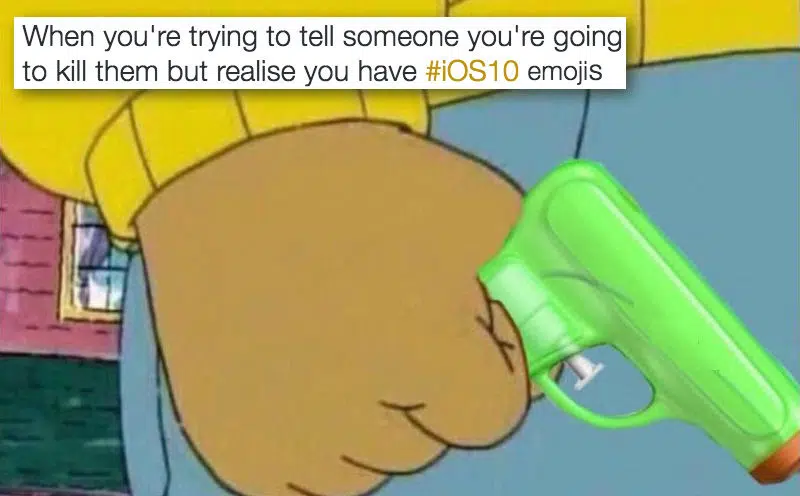 When you're trying to tell someone you're going
to kill them but realise you have #iOS10 emojis